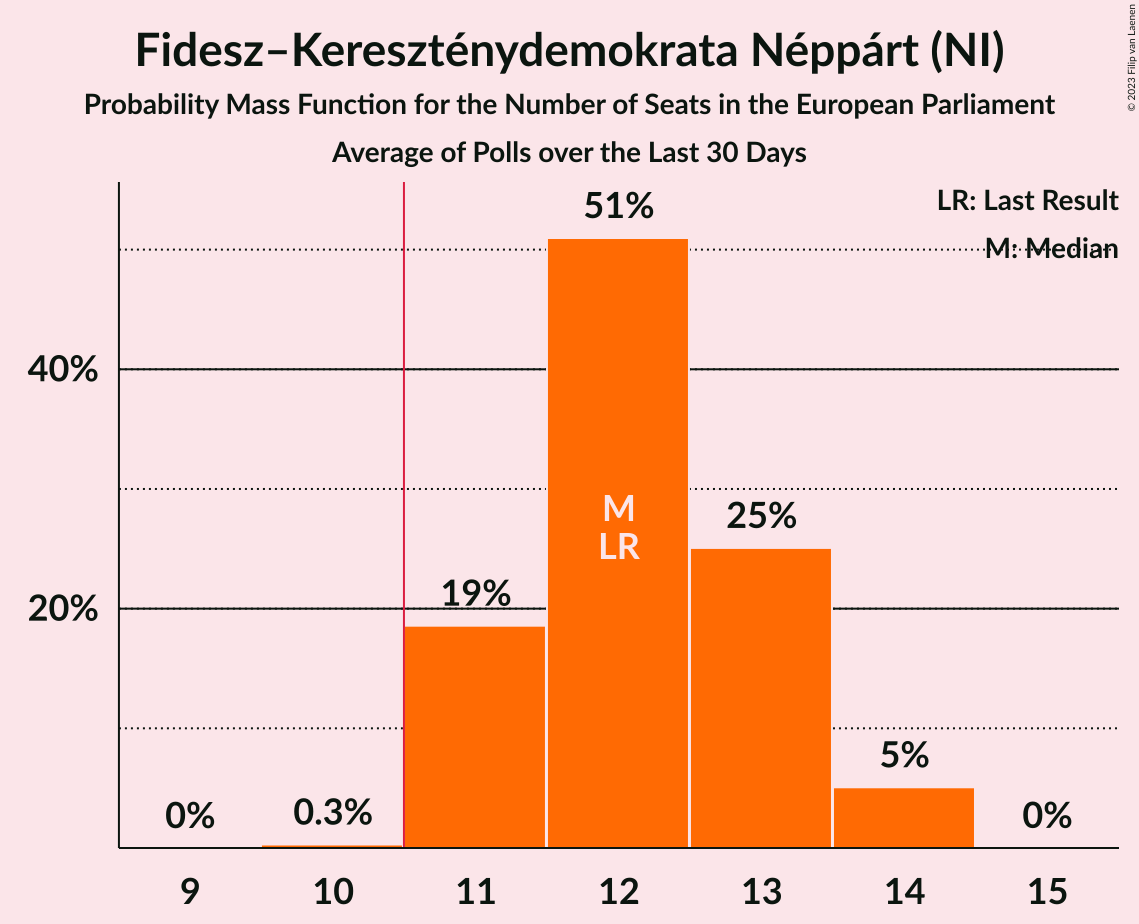 Fidesz–Kereszténydemokrata Néppárt (NI)
Probability Mass Function for the Number of Seats in the European Parliament
Average of Polls over the Last 30 Days
© 2023 Filip van Laenen
LR: Last Result
M: Median
51%
40%
M
LR
25%
19%
20%
5%
0%
0.3%
0%
9
10
11
12
13
14
15